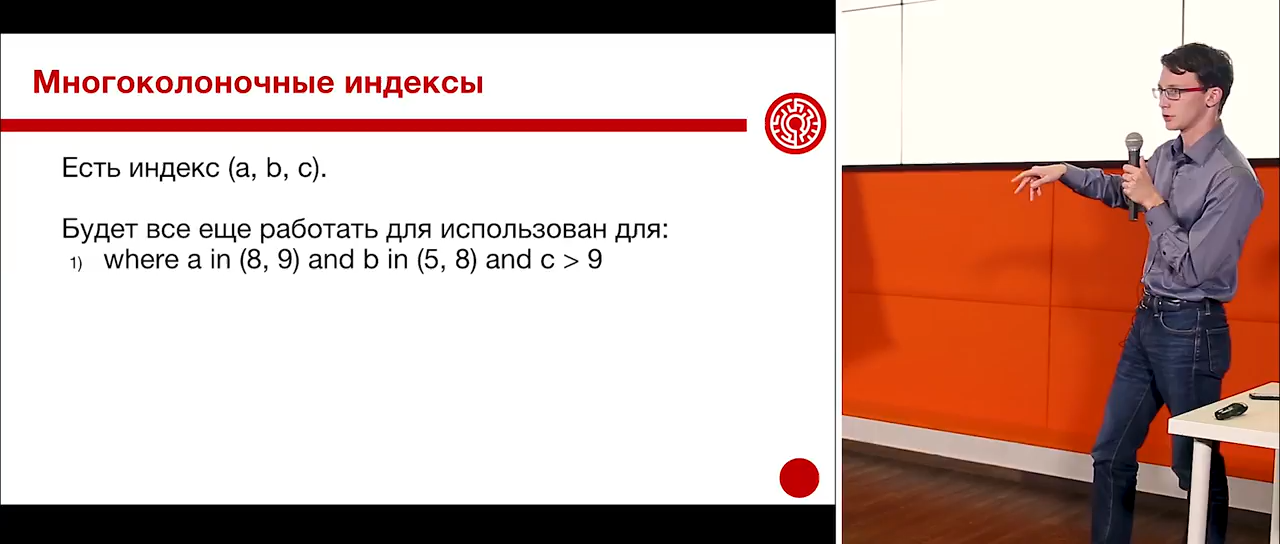 Многоколоночные индексы
Есть индекс (a, b, c).
Будет все еще работать для использован для:
1) where a in (8, 9) and b in (5, 8) and c > 9